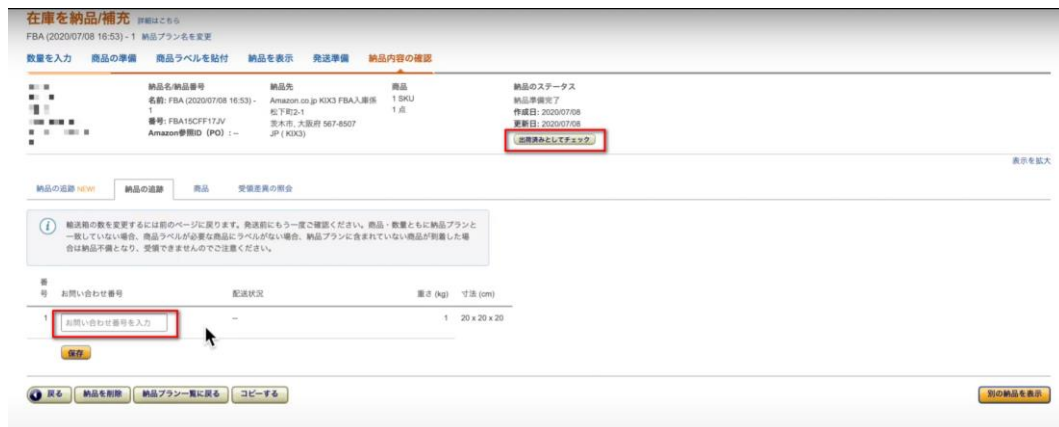 在庫を納品/補充 詳細はこちら
FBA (2020/07/08 16:53) - 1 納品プラン名を変更
数量を入力 商品の準備 商品ラベルを貼付 納品を表示 発送準備 納品内容の確認
納品名/納品番号
名前: FBA (2020/07/08 16:53) -
1
番号: FBA15CFF17JV
Amazon参照ID（PO）: --
納品先
Amazon.co.jp KIX3 FBA入庫係
松下町2-1
茨木市, 大阪府 567-8507
JP ( KIX3)
商品
1 SKU
1 点
納品のステータス
納品準備完了
作成日: 2020/07/08
更新日: 2020/07/08
出荷済みとしてチェック
表示を拡大
納品の追跡 NEW! 納品の追跡 商品 受領差異の照会
輸送箱の数を変更するには前のページに戻ります。発送前にもう一度ご確認ください。商品・数量ともに納品プランと
一致していない場合、商品ラベルが必要な商品にラベルがない場合、納品プランに含まれていない商品が到着した場
合は納品不備となり、受領できませんのでご注意ください。
番
号 お問い合わせ番号 配送状況 重さ (kg) 寸法 (cm)
1 お問い合わせ番号を入力 -- 1 20 x 20 x 20
保存
戻る 納品を削除 納品プラン一覧に戻る コピーする 別の納品を表示